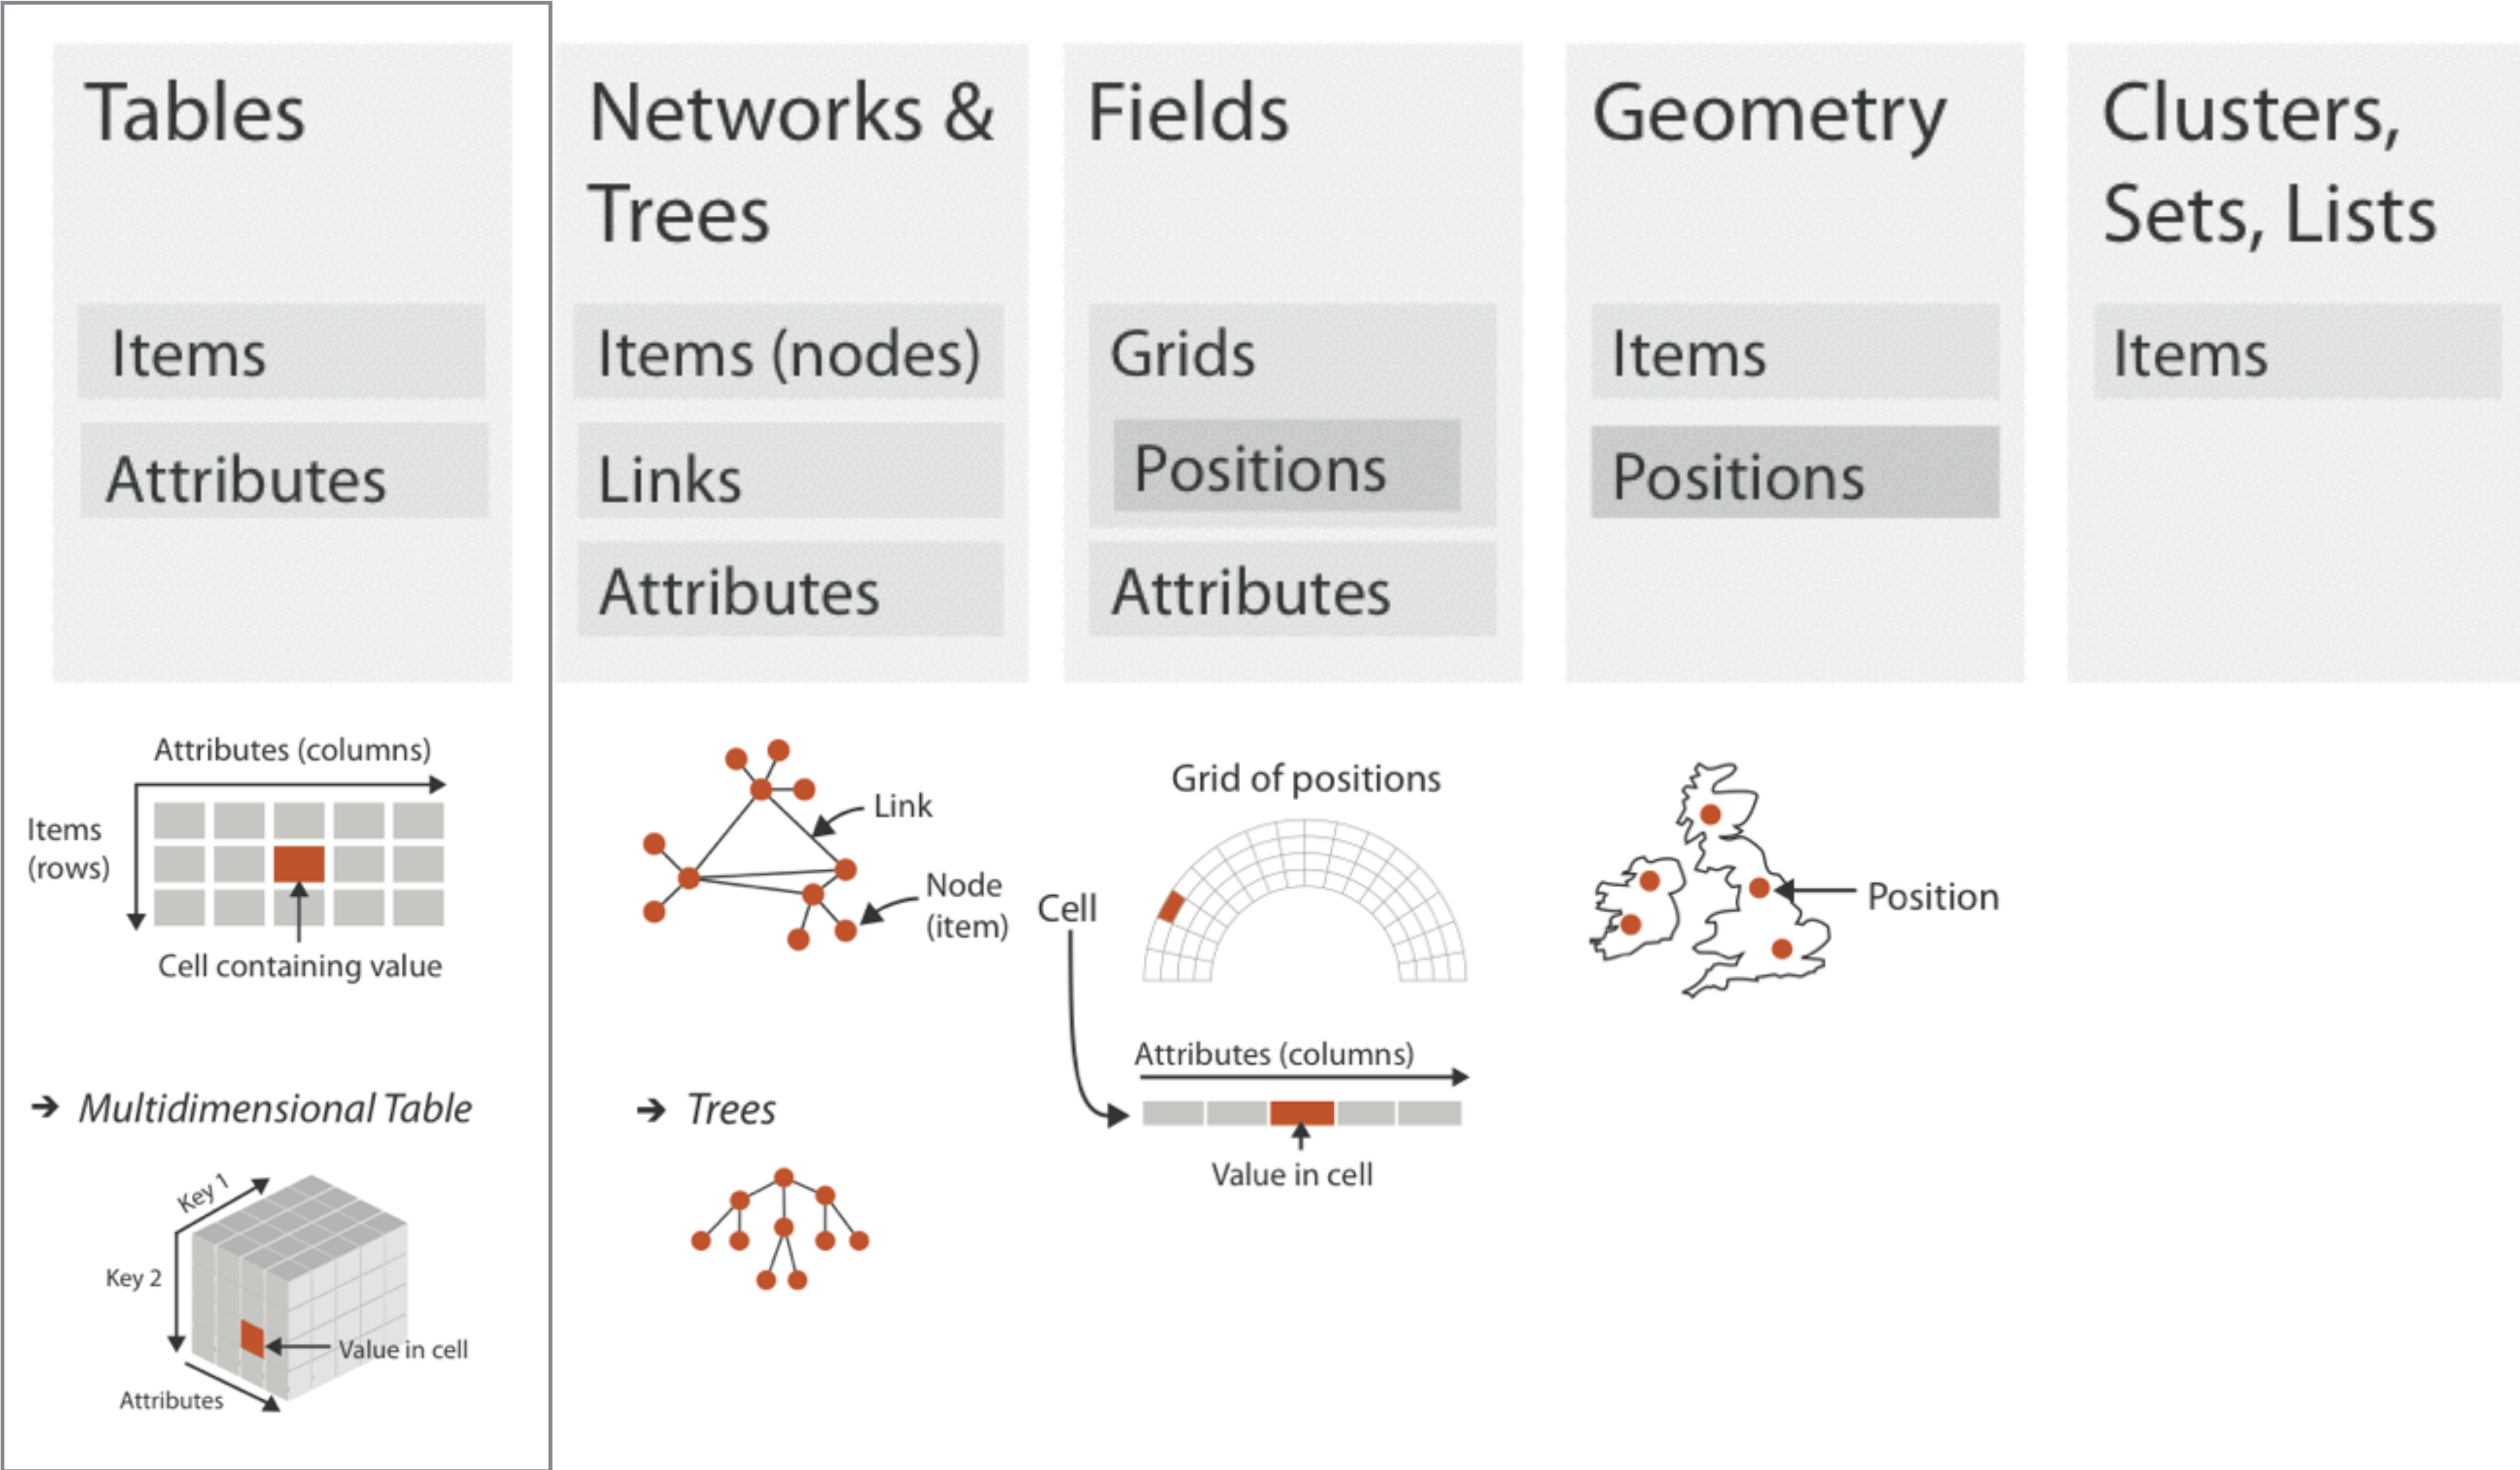 Tables
Items
Attributes
Attributes (columns)
Items
(rows)
Cell containing value
→ Multidimensional Table
Key 1
Key 2
Value in cell
Attributes
Networks &
Trees
Items (nodes)
Links
Attributes
Link
Node
(item)
→ Trees
Fields
Grids
Positions
Attributes
Grid of positions
Cell
Attributes (columns)
Value in cell
Geometry
Items
Positions
Position
Clusters,
Sets, Lists
Items